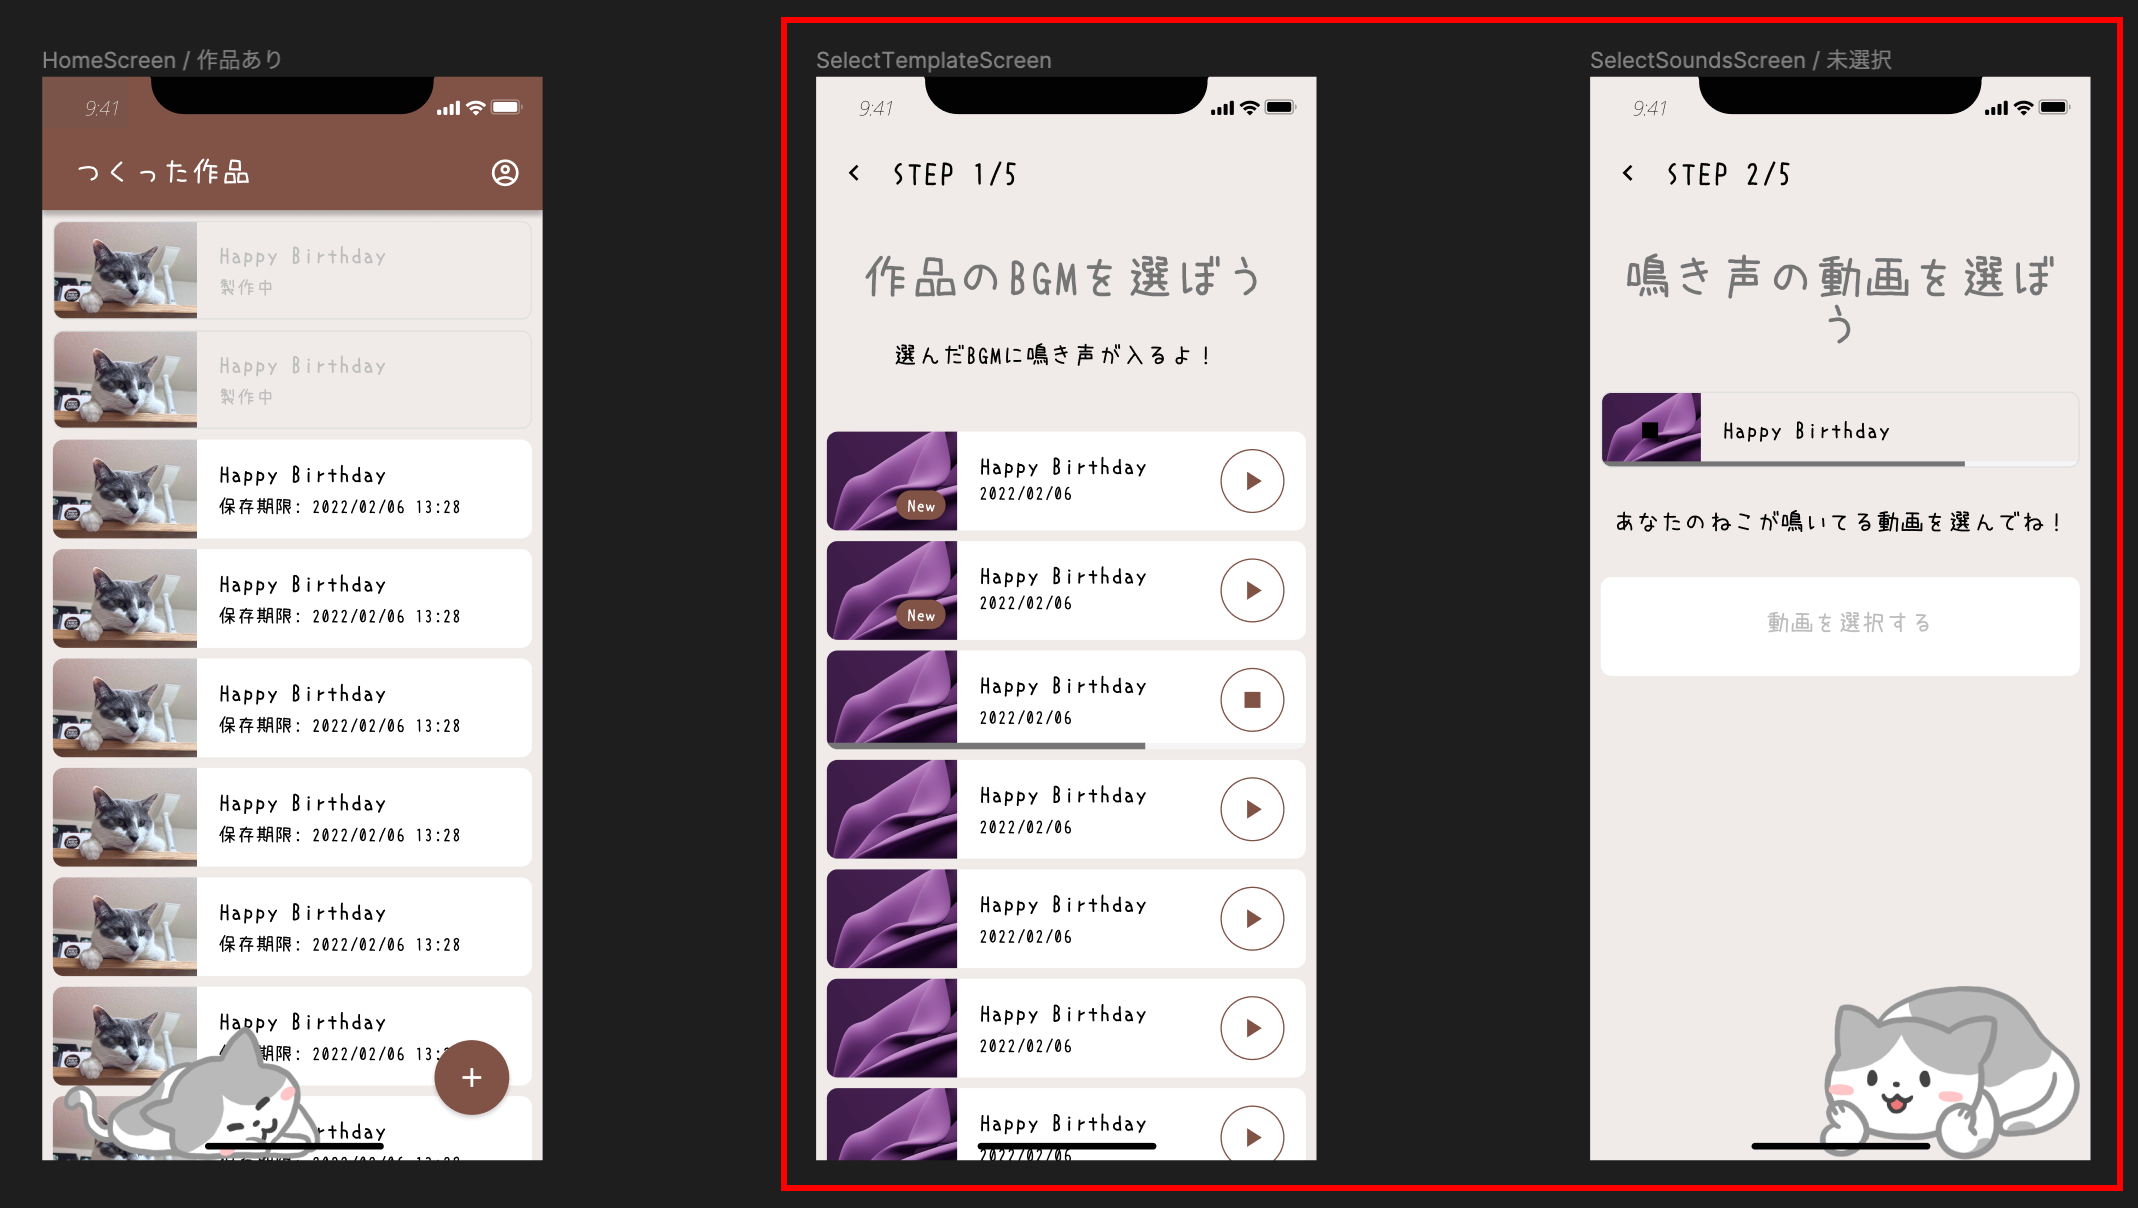 HomeScreen / 作品あり
9:41
つくった作品
Happy Birthday
製作中
Happy Birthday
製作中
Happy Birthday
保存期限: 2022/02/06 13:28
Happy Birthday
保存期限: 2022/02/06 13:28
Happy Birthday
保存期限: 2022/02/06 13:28
Happy Birthday
保存期限: 2022/02/06 13:28
Happy Birthday
保存期限: 2022/02/06 13:28
Happy Birthday
期限: 2022/02/06
SelectTemplateScreen
9:41
STEP 1/5
作品のBGMを選ぼう
選んだBGMに鳴き声が入るよ！
Happy Birthday
2022/02/06
New
Happy Birthday
2022/02/06
New
Happy Birthday
2022/02/06
Happy Birthday
2022/02/06
Happy Birthday
2022/02/06
Happy Birthday
2022/02/06
Happy Birthday
2022/02/06
SelectSoundsScreen / 未選択
9:41
STEP 2/5
鳴き声の動画を選ぼ
う
Happy Birthday
あなたのねこが鳴いてる動画を選んでね！
動画を選択する